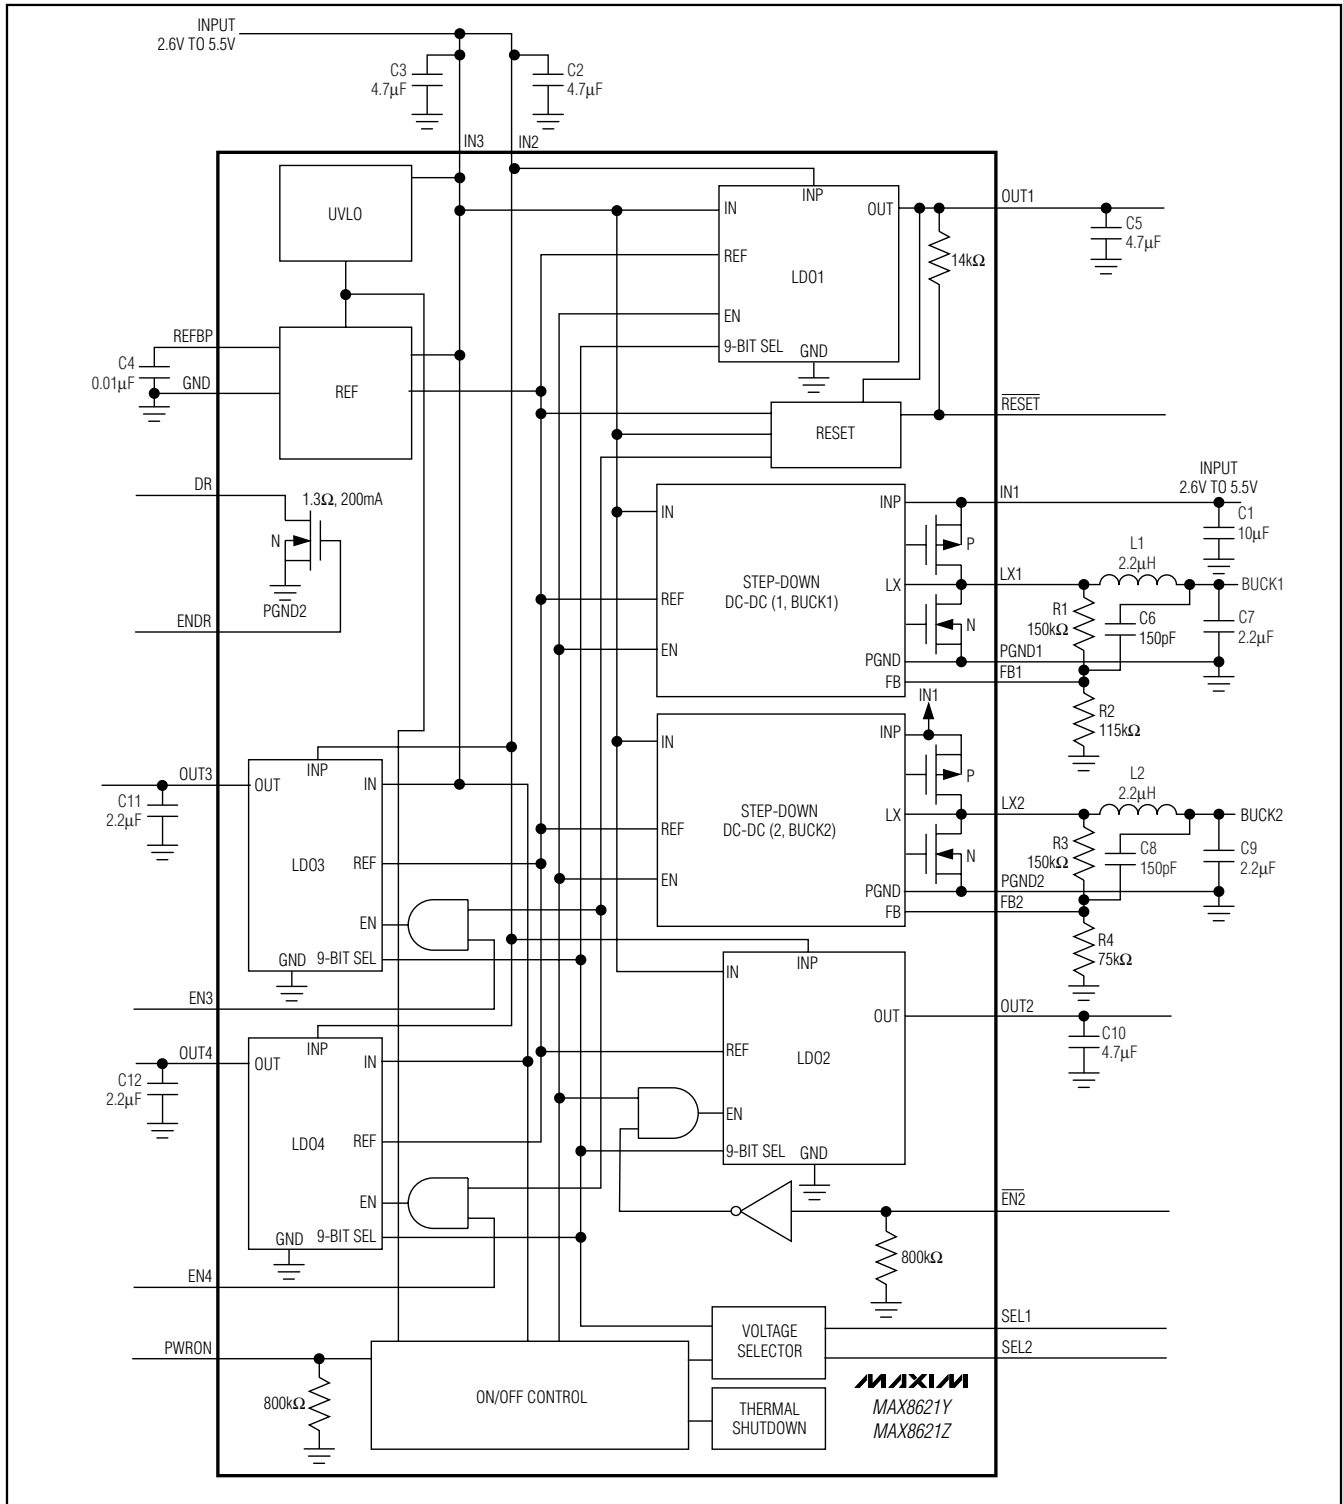 INPUT
2.6V TO 5.5V
C3
4.7µF
C2
4.7µF
IN3
IN2
UVLO
INP
IN
OUT
REF
LDO1
EN
9-BIT SEL
GND
OUT1
C5
4.7µF
14kΩ
REFBP
C4
0.01µF
GND
REF
RESET
RESET
DR
1.3Ω, 200mA
N
PGND2
ENDR
INPUT
2.6V TO 5.5V
IN1
C1
10µF
INP
IN
P
STEP-DOWN
DC-DC (1, BUCK1)
LX
LX1
L1
2.2µH
BUCK1
REF
N
R1
150kΩ
C6
150pF
C7
2.2µF
EN
PGND
PGND1
FB
FB1
R2
115kΩ
IN1
INP
IN
P
STEP-DOWN
DC-DC (2, BUCK2)
LX
LX2
L2
2.2µH
BUCK2
REF
N
R3
150kΩ
C8
150pF
C9
2.2µF
EN
PGND
PGND2
FB
FB2
R4
75kΩ
OUT3
C11
2.2µF
OUT
INP
IN
LDO3
REF
EN
GND
9-BIT SEL
EN3
INP
IN
OUT
OUT2
C10
4.7µF
REF
LDO2
EN
9-BIT SEL
GND
OUT4
C12
2.2µF
OUT
INP
IN
LDO4
REF
EN
GND
9-BIT SEL
EN4
EN2
800kΩ
PWRON
800kΩ
ON/OFF CONTROL
VOLTAGE
SELECTOR
SEL1
SEL2
THERMAL
SHUTDOWN
MAXIM
MAX8621Y
MAX8621Z